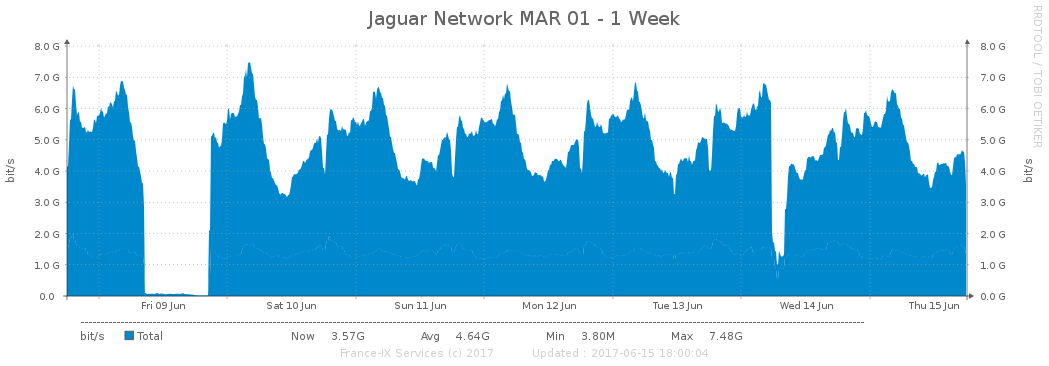 Jaguar Network MAR 01 - 1 Week
RRDTOOL / TOBI OETIKER
bit/s
8.0 G 8.0 G
7.0 G 7.0 G
6.0 G 6.0 G
5.0 G 5.0 G
4.0 G 4.0 G
3.0 G 3.0 G
2.0 G 2.0 G
1.0 G 1.0 G
0.0 0.0 G
bit/s
Fri 09 Jun Sat 10 Jun Sun 11 Jun Mon 12 Jun Tue 13 Jun Wed 14 Jun Thu 15 Jun
bit/s Total Now 3.57G Avg 4.64G Min 3.80M Max 7.48G
France-IX Services (c) 2017 Updated : 2017-06-15 18:00:04